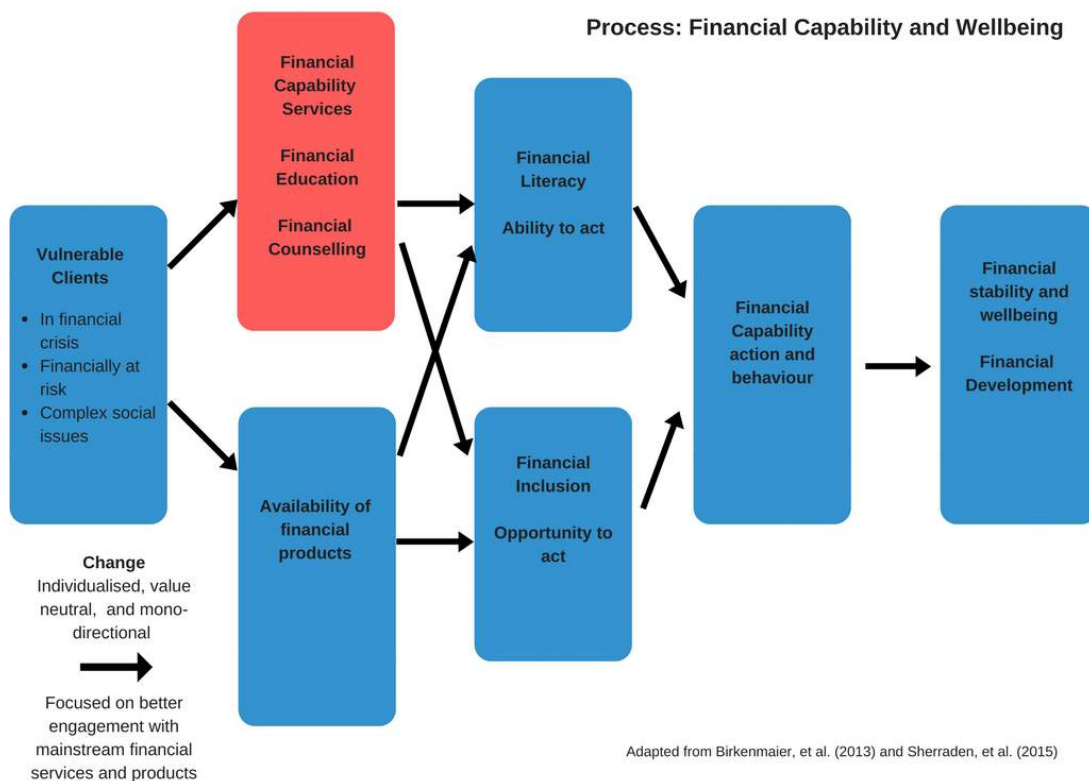 Process: Financial Capability and Wellbeing
Vulnerable
Clients
• In financial
crisis
• Financially at
risk
• Complex social
issues
Financial
Capability
Services
Financial
Education
Financial
Counselling
Availability of
financial
products
Financial
Literacy
Ability to act
Financial
Inclusion
Opportunity to
act
Financial
Capability
action and
behaviour
Financial
stability and
wellbeing
Financial
Development
Change
Individualised, value
neutral, and mono-
directional
Focused on better
engagement with
mainstream financial
services and products
Adapted from Birkenmaier, et al. (2013) and Sherraden, et al. (2015)